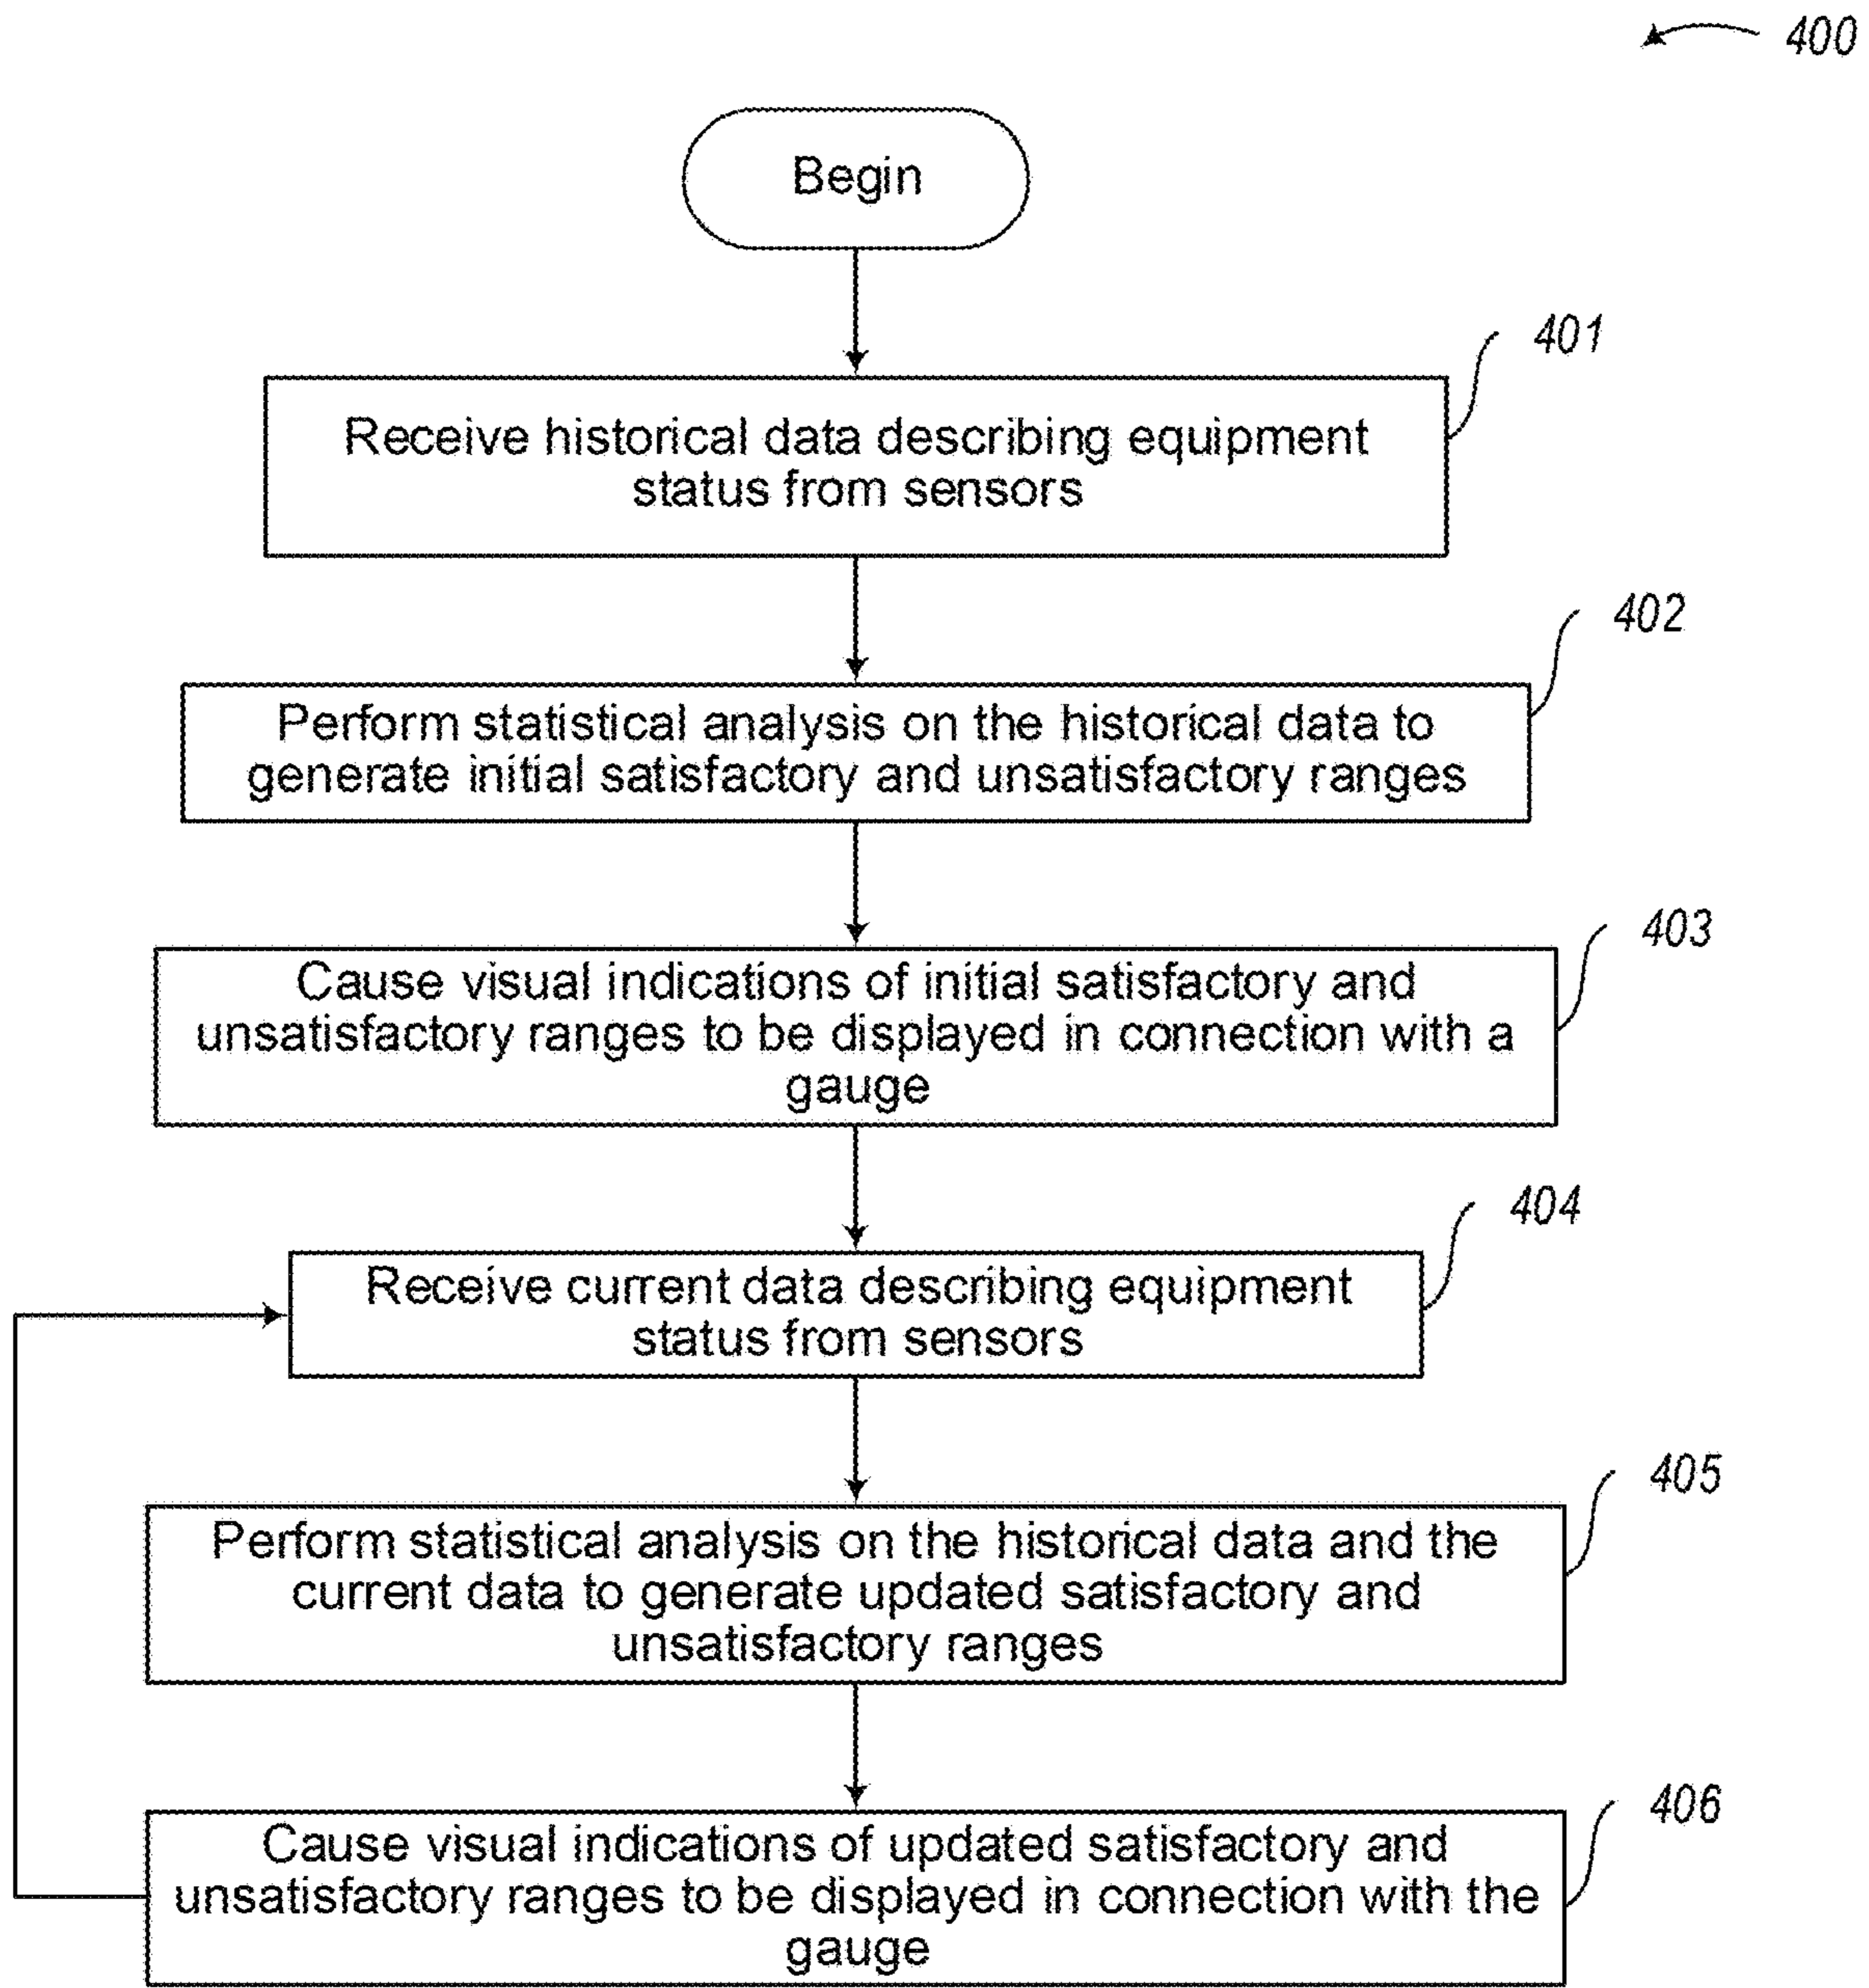 400
Begin
401
Receive historical data describing equipment
status from sensors
402
Perform statistical analysis on the historical data to
generate initial satisfactory and unsatisfactory ranges
403
Cause visual indications of initial satisfactory and
unsatisfactory ranges to be displayed in connection with a
gauge
404
Receive current data describing equipment
status from sensors
405
Perform statistical analysis on the historical data and the
current data to generate updated satisfactory and
unsatisfactory ranges
406
Cause visual indications of updated satisfactory and
unsatisfactory ranges to be displayed in connection with the
gauge